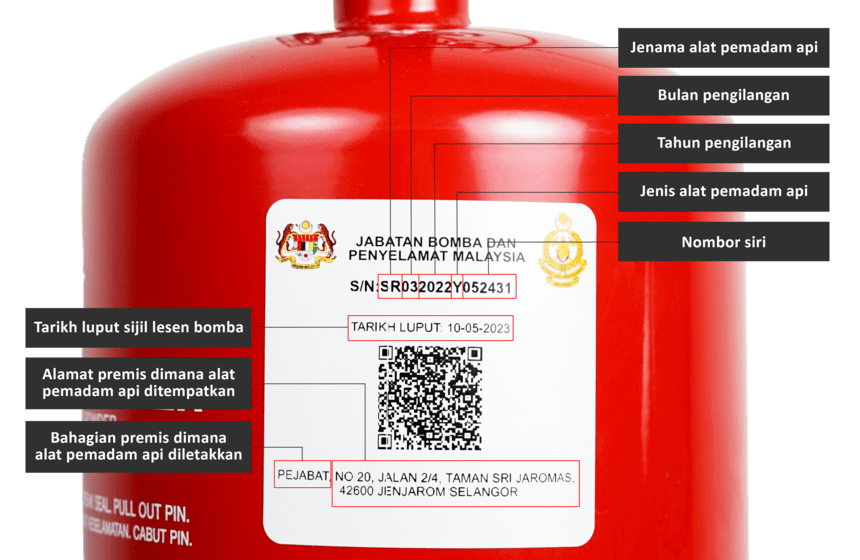 Jenama alat pemadam api
Bulan pengilangan
Tahun pengilangan
Jenis alat pemadam api
Nombor siri
JABATAN BOMBA DAN
PENYELAMAT MALAYSIA
S/N:SR032022Y052431
TARIKH LUPUT: 10-05-2023
Tarikh luput sijil lesen bomba
Alamat premis dimana alat
pemadam api ditempatkan
Bahagian premis dimana
alat pemadam api diletakkan
PEJABAT, NO 20, JALAN 2/4, TAMAN SRI JAROMAS,
42600 JENJAROM SELANGOR
SEAL. PULL OUT PIN.
KESELAMATAN. CABUT PIN.